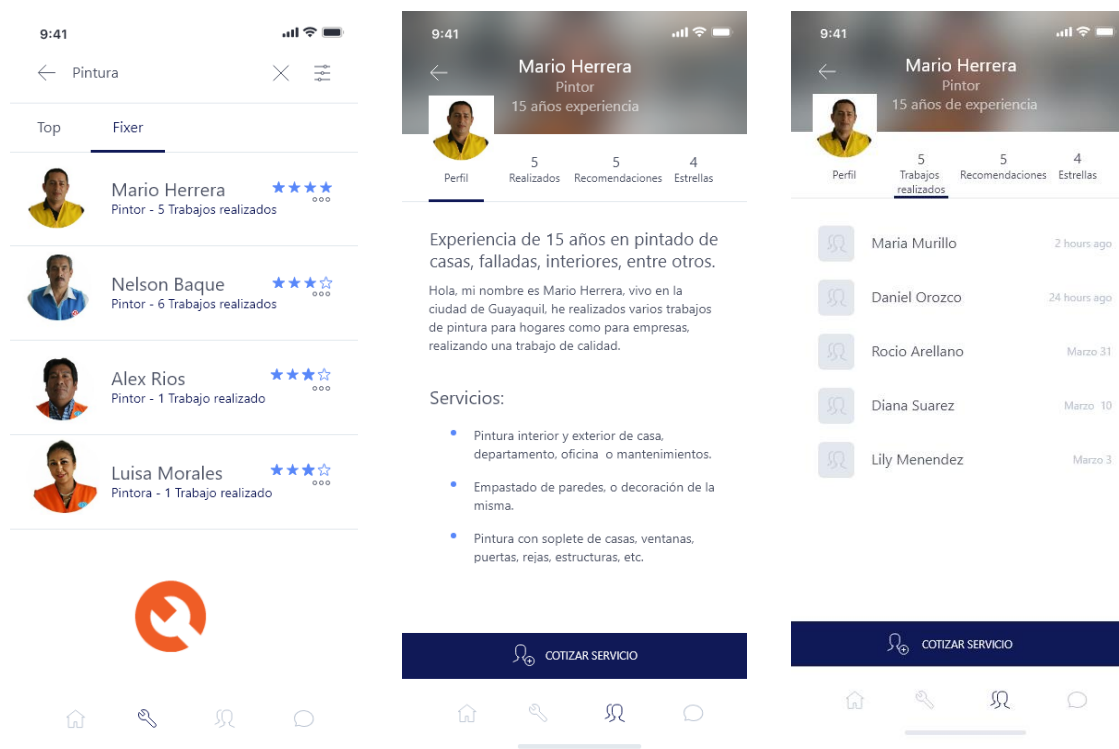 9:41
Pintura
Top
Fixer
Mario Herrera
Pintor - 5 Trabajos realizados
Nelson Baque
Pintor - 6 Trabajos realizados
Alex Rios
Pintor - 1 Trabajo realizado
Luisa Morales
Pintora - 1 Trabajo realizado
9:41
Mario Herrera
Pintor
15 años experiencia
5
5
4
Perfil
Realizados
Recomendaciones
Estrellas
Experiencia de 15 años en pintado de
casas, falladas, interiores, entre otros.
Hola, mi nombre es Mario Herrera, vivo en la
ciudad de Guayaquil, he realizados varios trabajos
de pintura para hogares como para empresas,
realizando una trabajo de calidad.
Servicios:
Pintura interior y exterior de casa,
departamento, oficina o mantenimientos.
Empastado de paredes, o decoración de la
misma.
Pintura con soplete de casas, ventanas,
puertas, rejas, estructuras, etc.
COTIZAR SERVICIO
9:41
Mario Herrera
Pintor
15 años de experiencia
5
5
4
Perfil
Trabajos
realizados
Recomendaciones
Estrellas
Maria Murillo
2 hours ago
Daniel Orozco
24 hours ago
Rocio Arellano
Marzo 31
Diana Suarez
Marzo 10
Lily Menendez
Marzo 3
COTIZAR SERVICIO